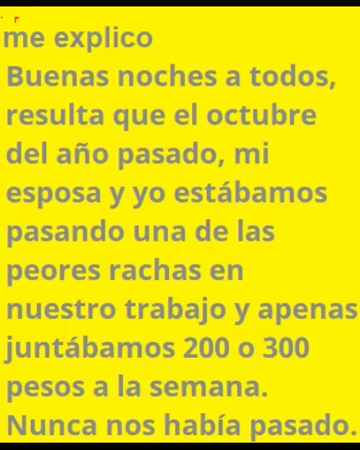 me explico
Buenas noches a todos,
resulta que el octubre
del año pasado, mi
esposa y yo estábamos
pasando una de las
peores rachas en
nuestro trabajo y apenas
juntábamos 200 o 300
pesos a la semana.
Nunca nos había pasado.